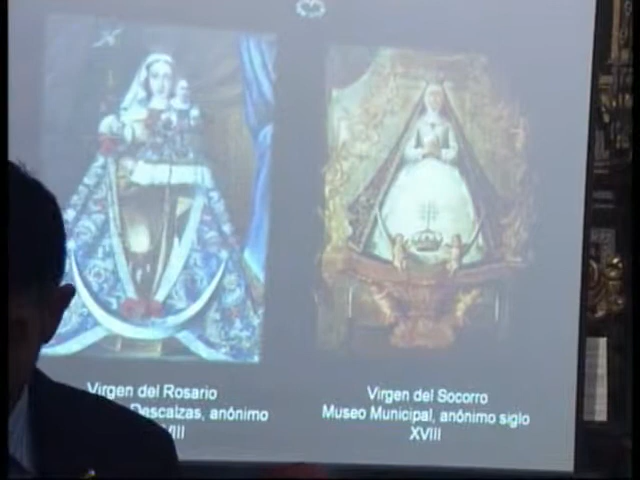 Virgen del Rosario
Descalzas, anónimo
Virgen del Socorro
Museo Municipal, anónimo siglo
XVIII